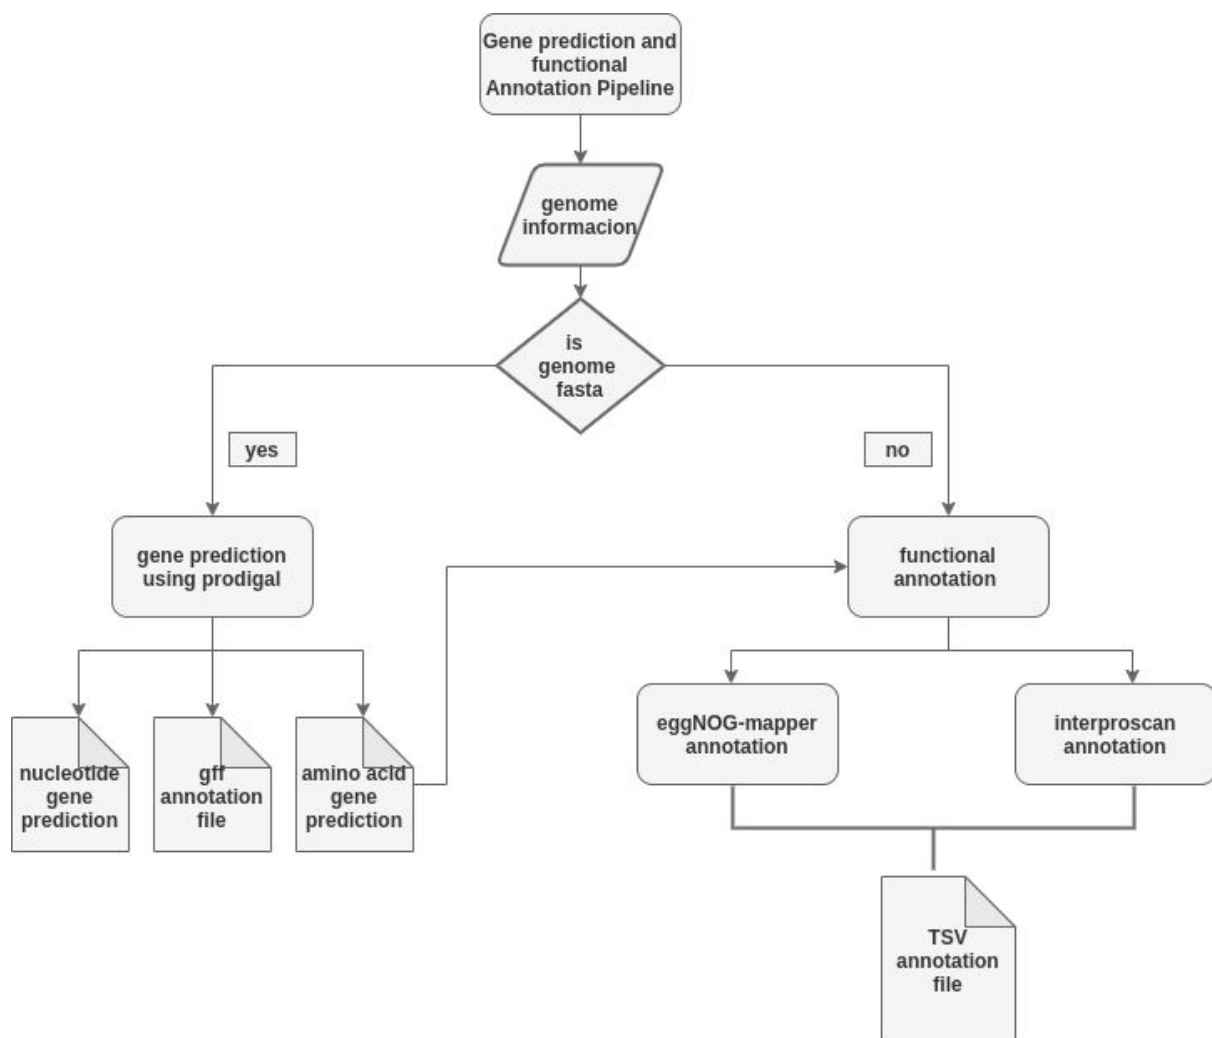 Gene prediction and
functional
Annotation Pipeline
genome
informacion
is
genome
fasta
yes
no
gene prediction
using prodigal
functional
annotation
nucleotide
gene
prediction
gff
annotation
file
amino acid
gene
prediction
eggNOG-mapper
annotation
interproscan
annotation
TSV
annotation
file